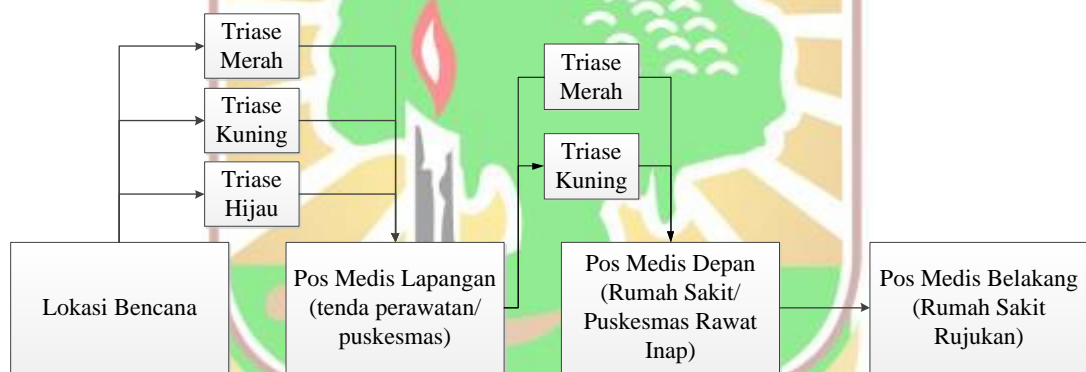 Triase
Merah
Triase
Kuning
Triase
Hijau
Triase
Merah
Triase
Kuning
Lokasi Bencana
Pos Medis Lapangan
(tenda perawatan/
puskesmas)
Pos Medis Depan
(Rumah Sakit/
Puskesmas Rawat
Inap)
Pos Medis Belakang
(Rumah Sakit
Rujukan)